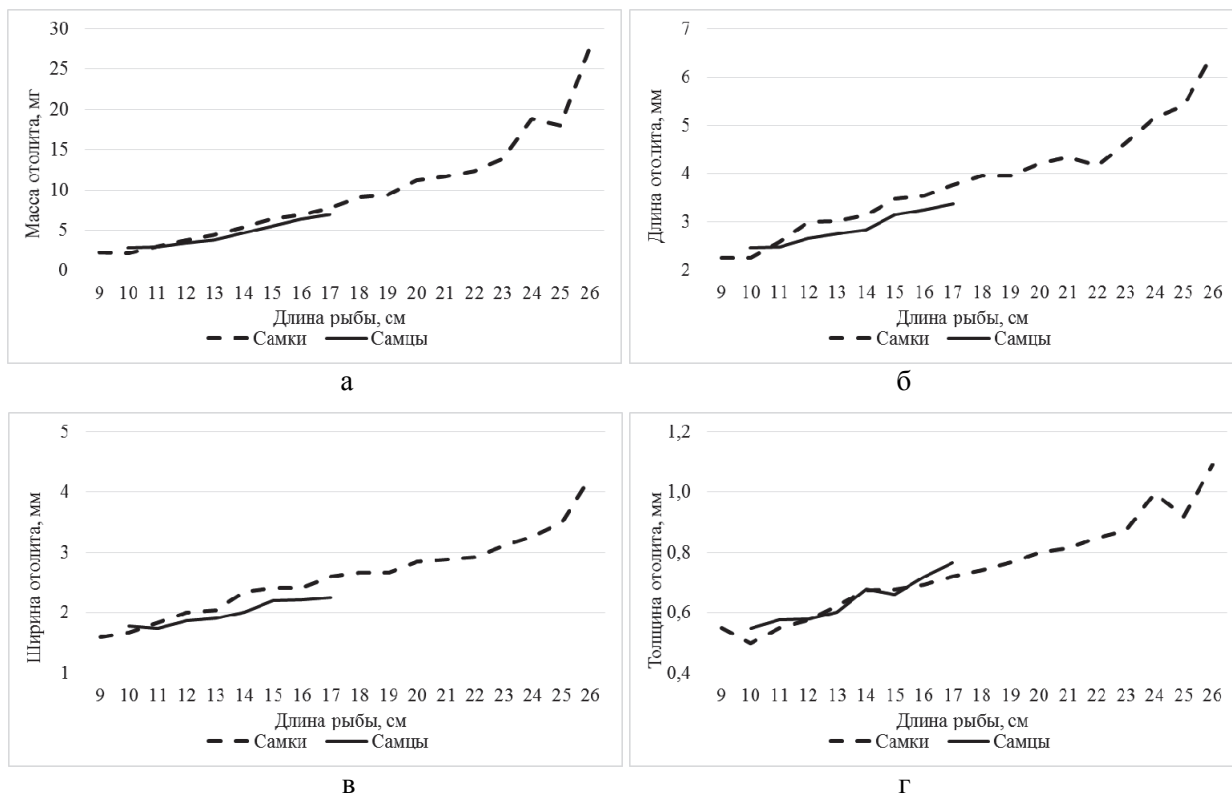 30
25
20
15
10
5
0
Масса отолита, мг
9 10 11 12 13 14 15 16 17 18 19 20 21 22 23 24 25 26
Длина рыбы, см
Самки Самцы
а
7
6
5
4
3
2
Длина отолита, мм
9 10 11 12 13 14 15 16 17 18 19 20 21 22 23 24 25 26
Длина рыбы, см
Самки Самцы
б
5
4
3
2
1
Ширина отолита, мм
9 10 11 12 13 14 15 16 17 18 19 20 21 22 23 24 25 26
Длина рыбы, см
Самки Самцы
в
1,2
1,0
0,8
0,6
0,4
Толщина отолита, мм
9 10 11 12 13 14 15 16 17 18 19 20 21 22 23 24 25 26
Длина рыбы, см
Самки Самцы
г